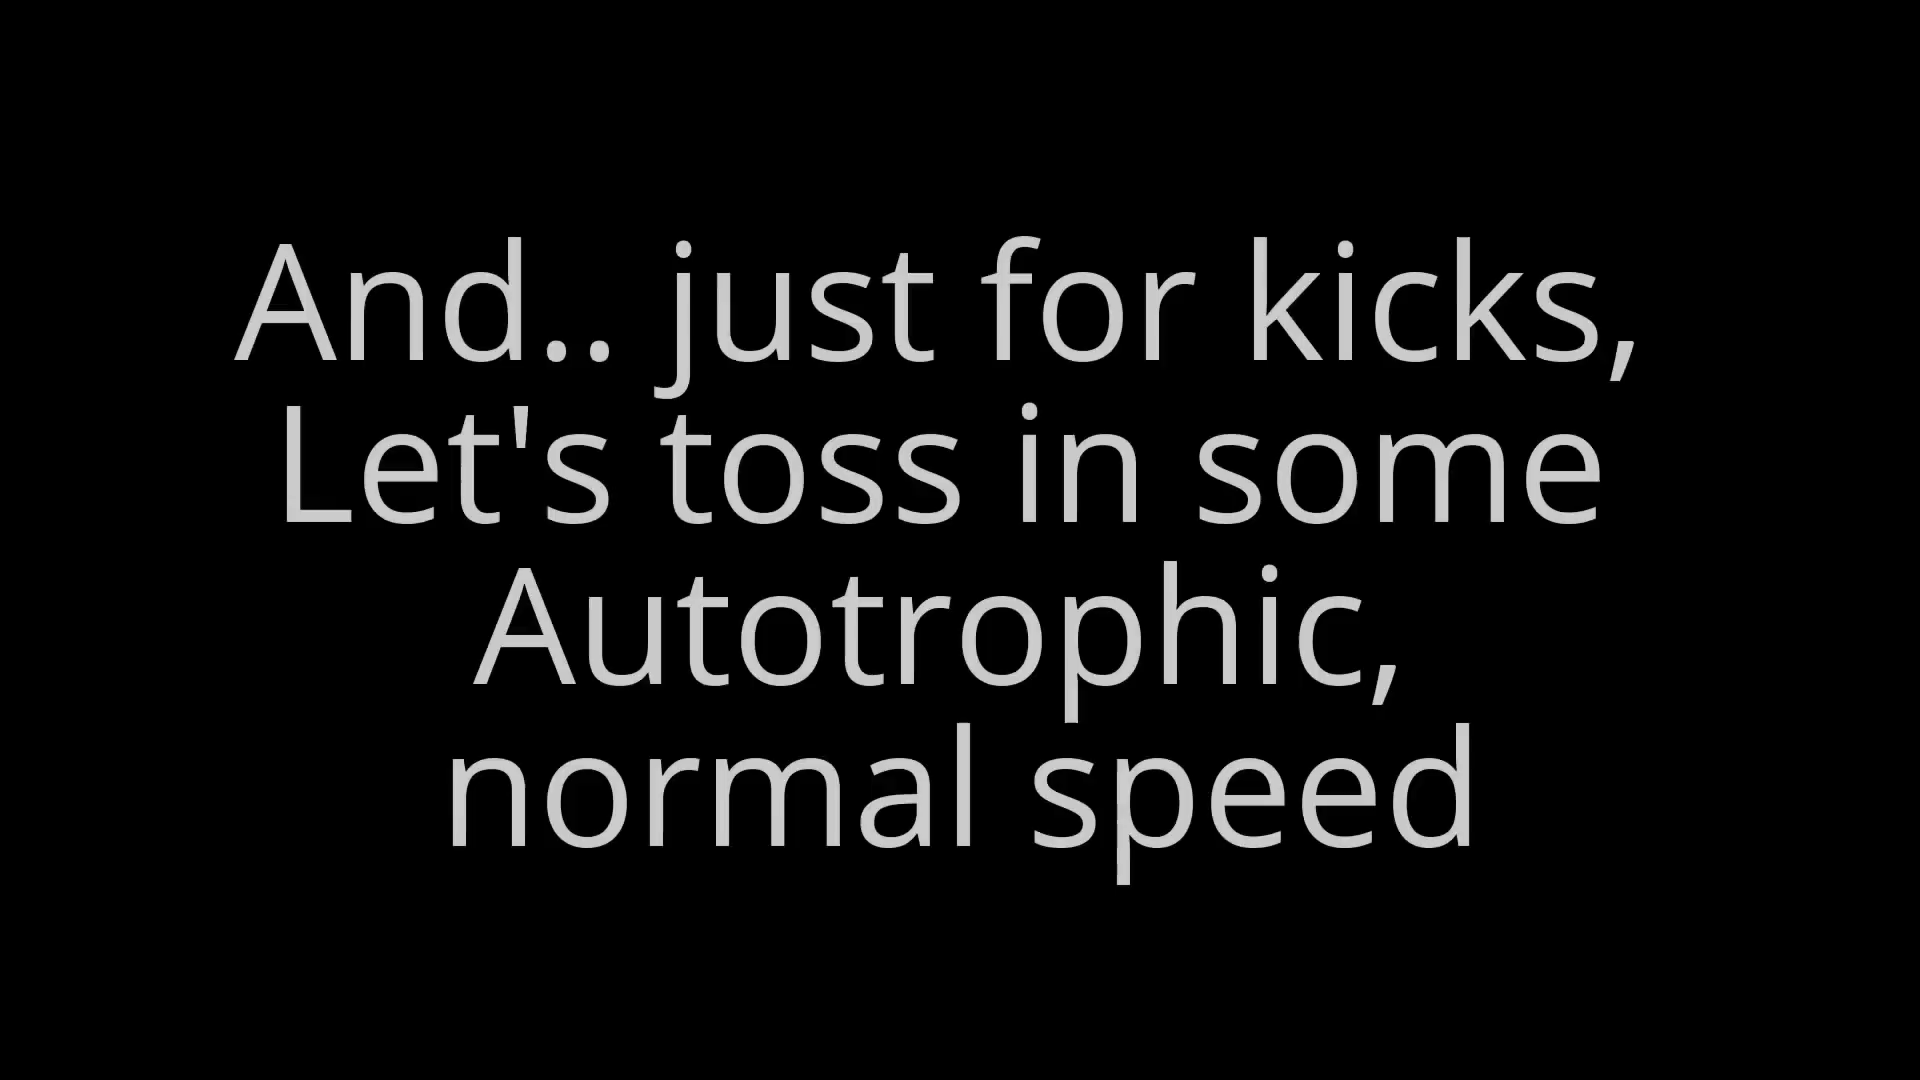 And.. just for kicks,
Let's toss in some
Autotrophic,
normal speed